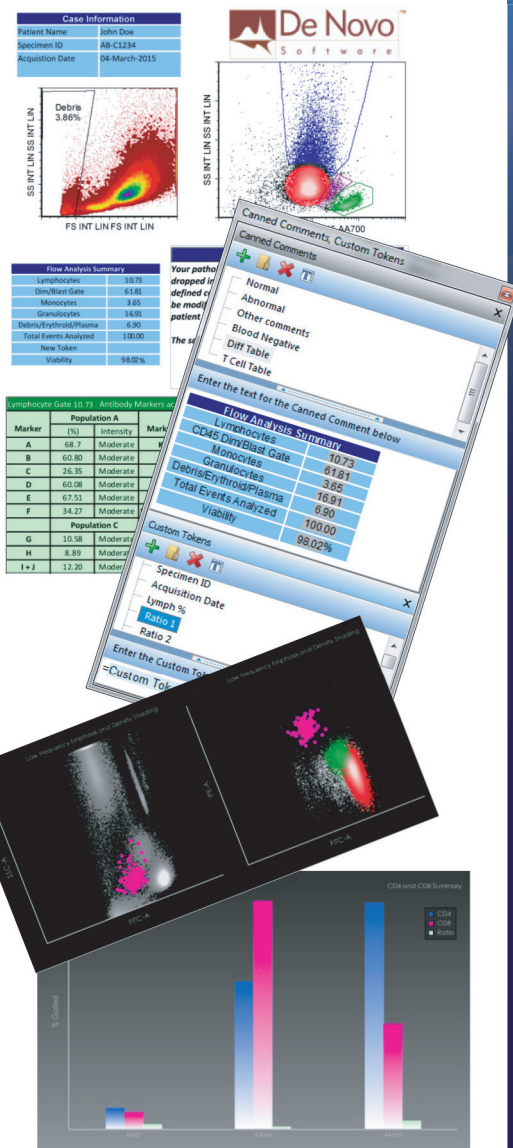 Case Information
Patient Name John Doe
Specimen ID AB-C1234
Acquistion Date 04-March-2015
De Novo
Software
Debris
3.86%
SS INT LIN SS INT LIN
FS INT LIN FS INT LIN
SS INT LIN SS INT LIN
AA700
Flow Analysis Summary
Lymphocytes 10.73
Dim/Blast Gate 61.81
Monocytes 3.65
Granulocytes 16.91
Debris/Erythroid/Plasma 6.90
Total Events Analyzed 100.00
New Token
Viability 98.02%
Your patho
dropped in
defined c
be modif
patient
The sa
Lymphocyte Gate 10.73 Antibody Markers ac
Population A
Marker (%) Intensity Mark
A 68.7 Moderate K
B 60.80 Moderate
C 26.35 Moderate
D 60.08 Moderate
E 67.51 Moderate
F 34.27 Moderate
Population C
G 10.58 Moderat
H 8.89 Modera
I + J 12.20 Moder
Canned Comments, Custom Tokens
Canned Comments
Normal
Abnormal
Other comments
Blood Negative
Diff Table
T Cell Table
Enter the text for the Canned Comment below
Flow Analysis Summary
Lymphocytes 10.73
CD45 Dim/Blast Gate 61.81
Monocytes 3.65
Granulocytes 16.91
Debris/Erythroid/Plasma 6.90
Total Events Analyzed 100.00
Viability 98.02%
Custom Tokens
Specimen ID
Acquisition Date
Lymph %
Ratio 1
Ratio 2
Enter the Custom Tok
=Custom Tok
Low Frequency Emphasis and Density Shading
SSC-A
FITC-A
Low Frequency Emphasis and Density Shading
PE-A
FITC-A
CD4 and CD8 Summary
CD4
CD8
Ratio
% Gated